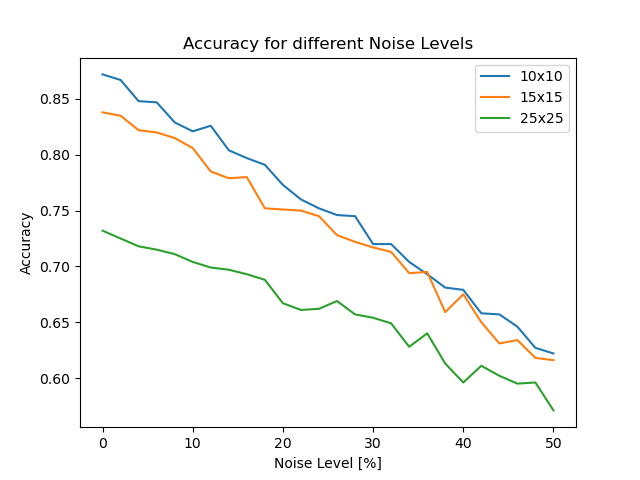 Accuracy for different Noise Levels
10x10
15x15
25x25
Accuracy
0.85
0.80
0.75
0.70
0.65
0.60
0 10 20 30 40 50
Noise Level [%]